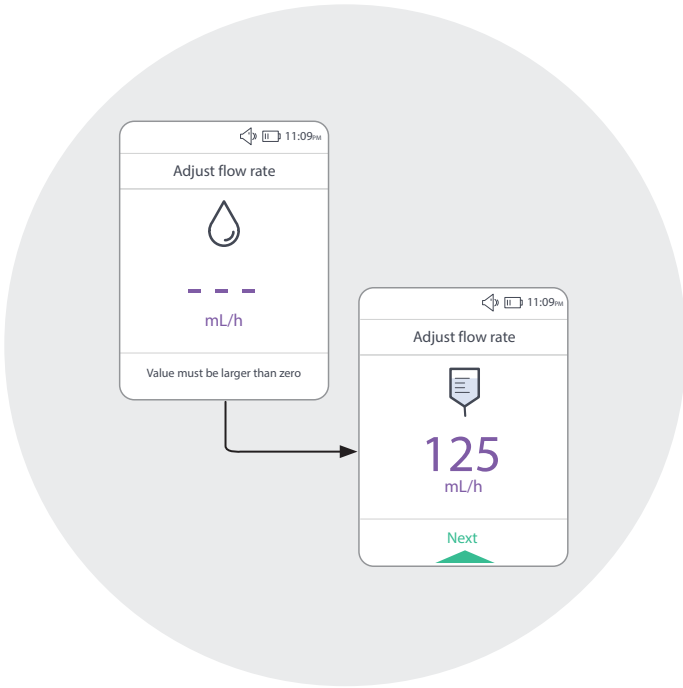 11:09PM
Adjust flow rate
---
mL/h
Value must be larger than zero
11:09PM
Adjust flow rate
125
mL/h
Next